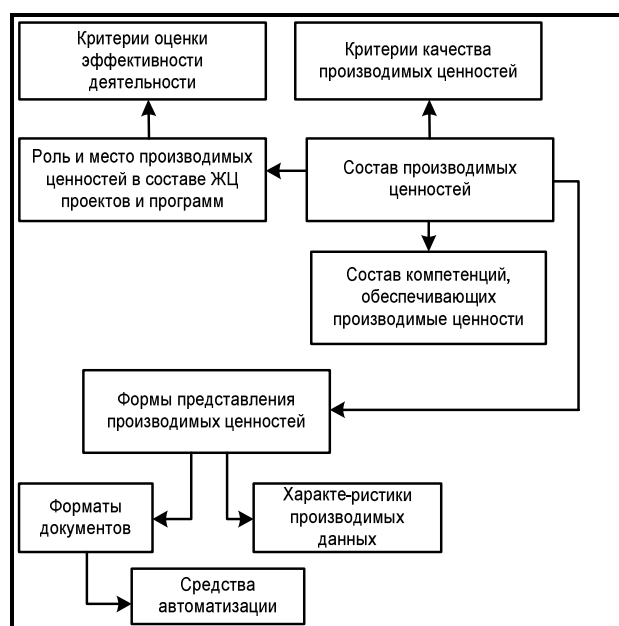 Критерии оценки
эффективности
деятельности
Критерии качества
производимых ценностей
Роль и место производимых
ценностей в составе ЖЦ
проектов и программ
Состав производимых
ценностей
Состав компетенций,
обеспечивающих
производимые ценности
Формы представления
производимых ценностей
Форматы
документов
Характе-ристики
производимых
данных
Средства
автоматизации